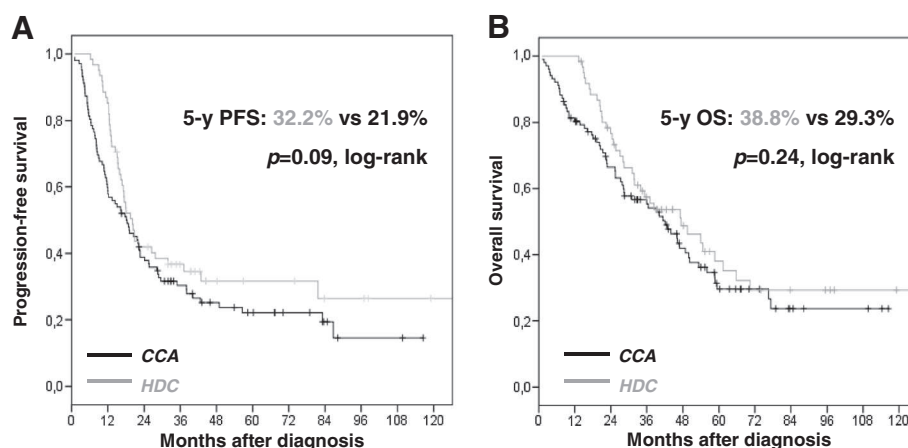 A
1,0
0,8
0,6
0,4
0,2
0,0
Progression-free survival
5-y PFS: 32.2% vs 21.9%
p=0.09, log-rank
CCA
HDC
0 12 24 36 48 60 72 84 96 108 120
Months after diagnosis
B
1,0
0,8
0,6
0,4
0,2
0,0
Overall survival
5-y OS: 38.8% vs 29.3%
p=0.24, log-rank
CCA
HDC
0 12 24 36 48 60 72 84 96 108 120
Months after diagnosis